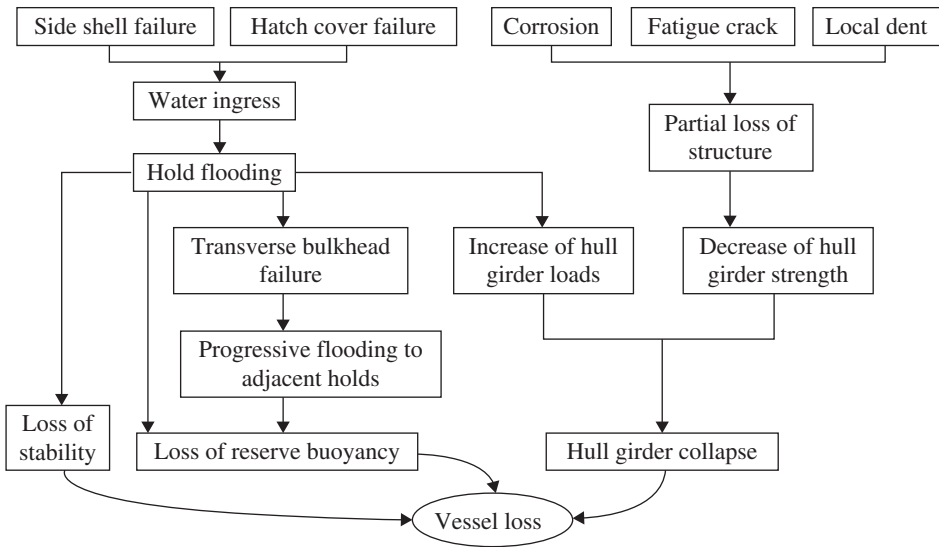 Side shell failure
Hatch cover failure
Corrosion
Fatigue crack
Local dent
Water ingress
Partial loss of
structure
Hold flooding
Transverse bulkhead
failure
Increase of hull
girder loads
Decrease of hull
girder strength
Progressive flooding to
adjacent holds
Loss of
stability
Loss of reserve buoyancy
Hull girder collapse
Vessel loss